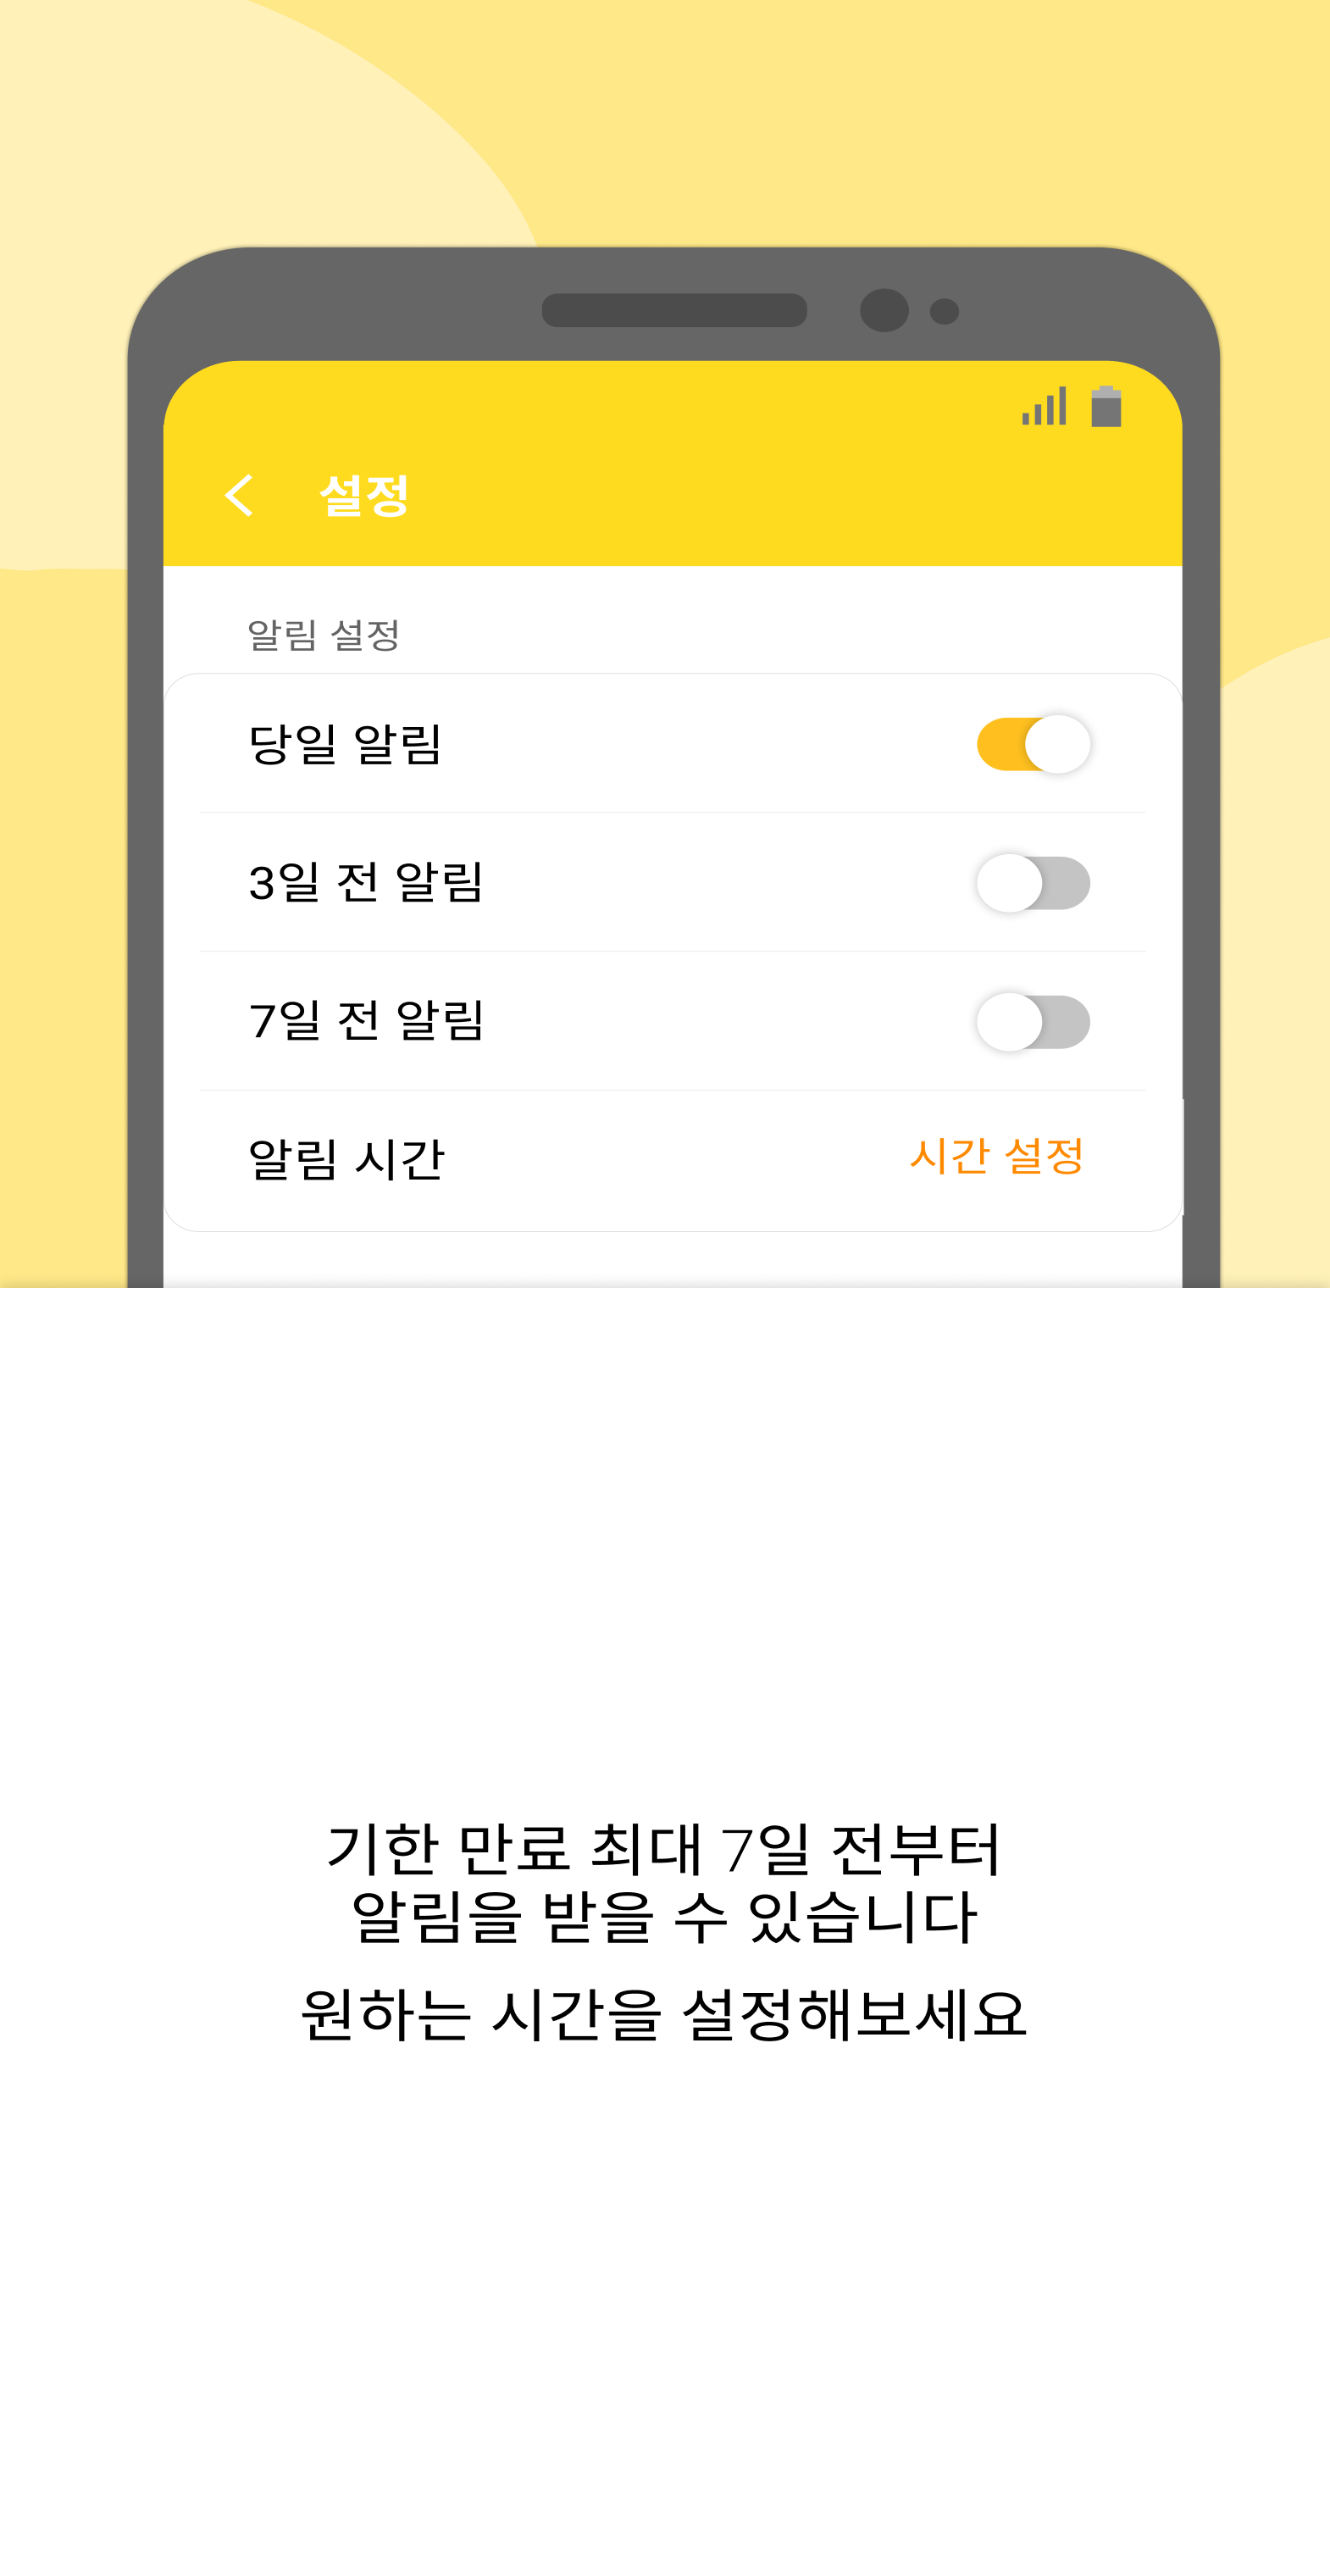 설정
알림 설정
당일 알림
3일 전 알림
7일 전 알림
알림 시간 시간 설정
기한 만료 최대 7일 전부터
알림을 받을 수 있습니다
원하는 시간을 설정해보세요